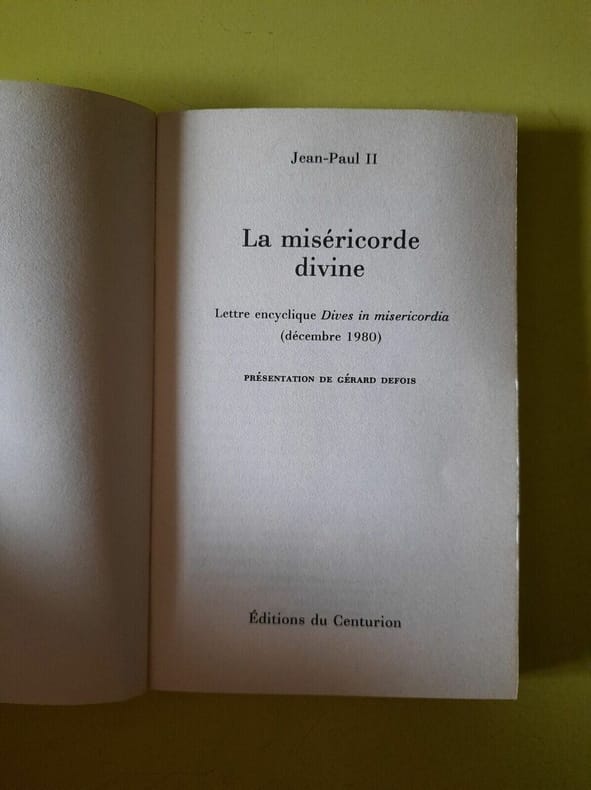 Jean-Paul II
La miséricorde
divine
Lettre encyclique Dives in misericordia
(décembre 1980)
PRÉSENTATION DE GÉRARD DEFOIS
Éditions du Centurion